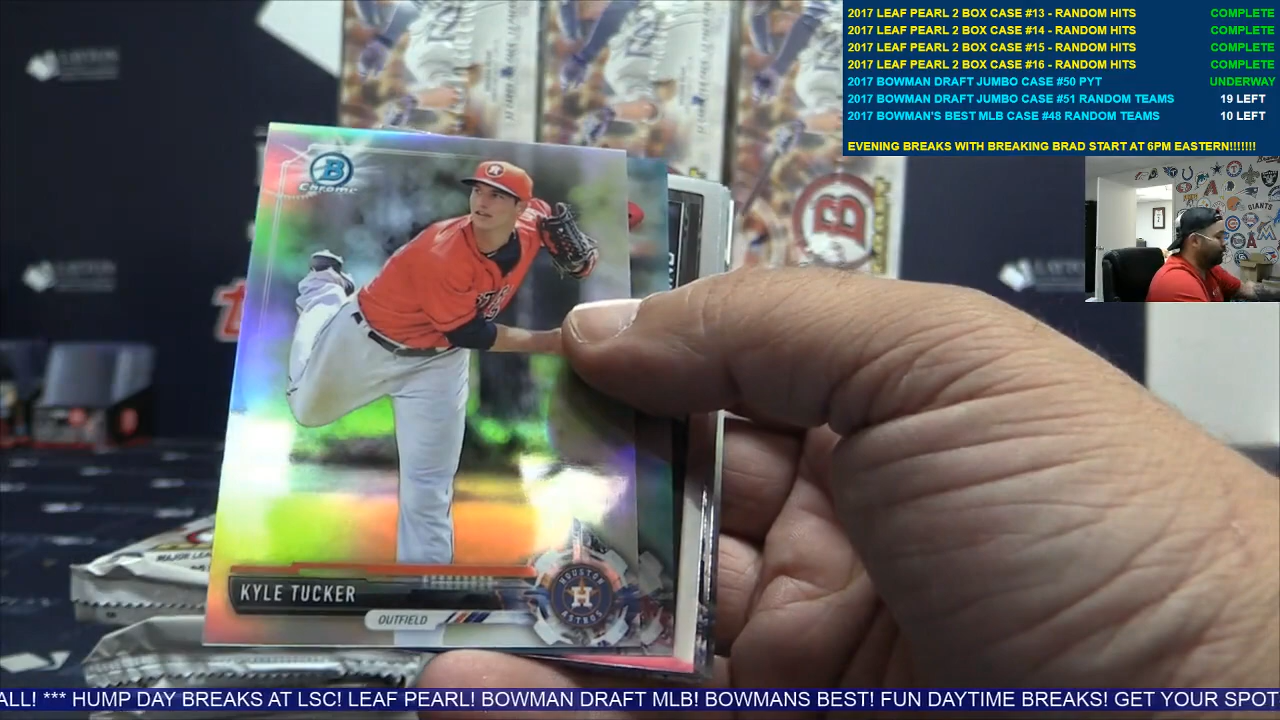 2017 LEAF PEARL 2 BOX CASE #13 - RANDOM HITS COMPLETE
2017 LEAF PEARL 2 BOX CASE #14 - RANDOM HITS COMPLETE
2017 LEAF PEARL 2 BOX CASE #15 - RANDOM HITS COMPLETE
2017 LEAF PEARL 2 BOX CASE #16 - RANDOM HITS COMPLETE
2017 BOWMAN DRAFT JUMBO CASE #50 PYT UNDERWAY
2017 BOWMAN DRAFT JUMBO CASE #51 RANDOM TEAMS 19 LEFT
2017 BOWMAN'S BEST MLB CASE #48 RANDOM TEAMS 10 LEFT
EVENING BREAKS WITH BREAKING BRAD START AT 6PM EASTERN!!!!!!!
B
Chrome
R
B
GIANTS
LAYTON
MAJOR LEA
KYLE TUCKER
OUTFIELD
HOUSTON
H
ASTROS
ALL! *** HUMP DAY BREAKS AT LSC! LEAF PEARL! BOWMAN DRAFT MLB! BOWMANS BEST! FUN DAYTIME BREAKS! GET YOUR SPOT